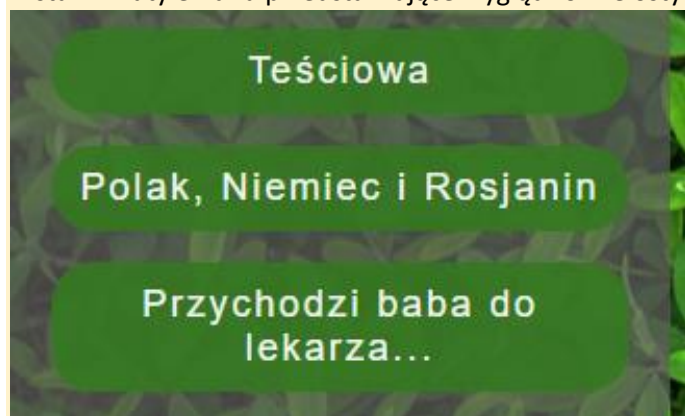 Teściowa
Polak, Niemiec i Rosjanin
Przychodzi baba do
lekarza...